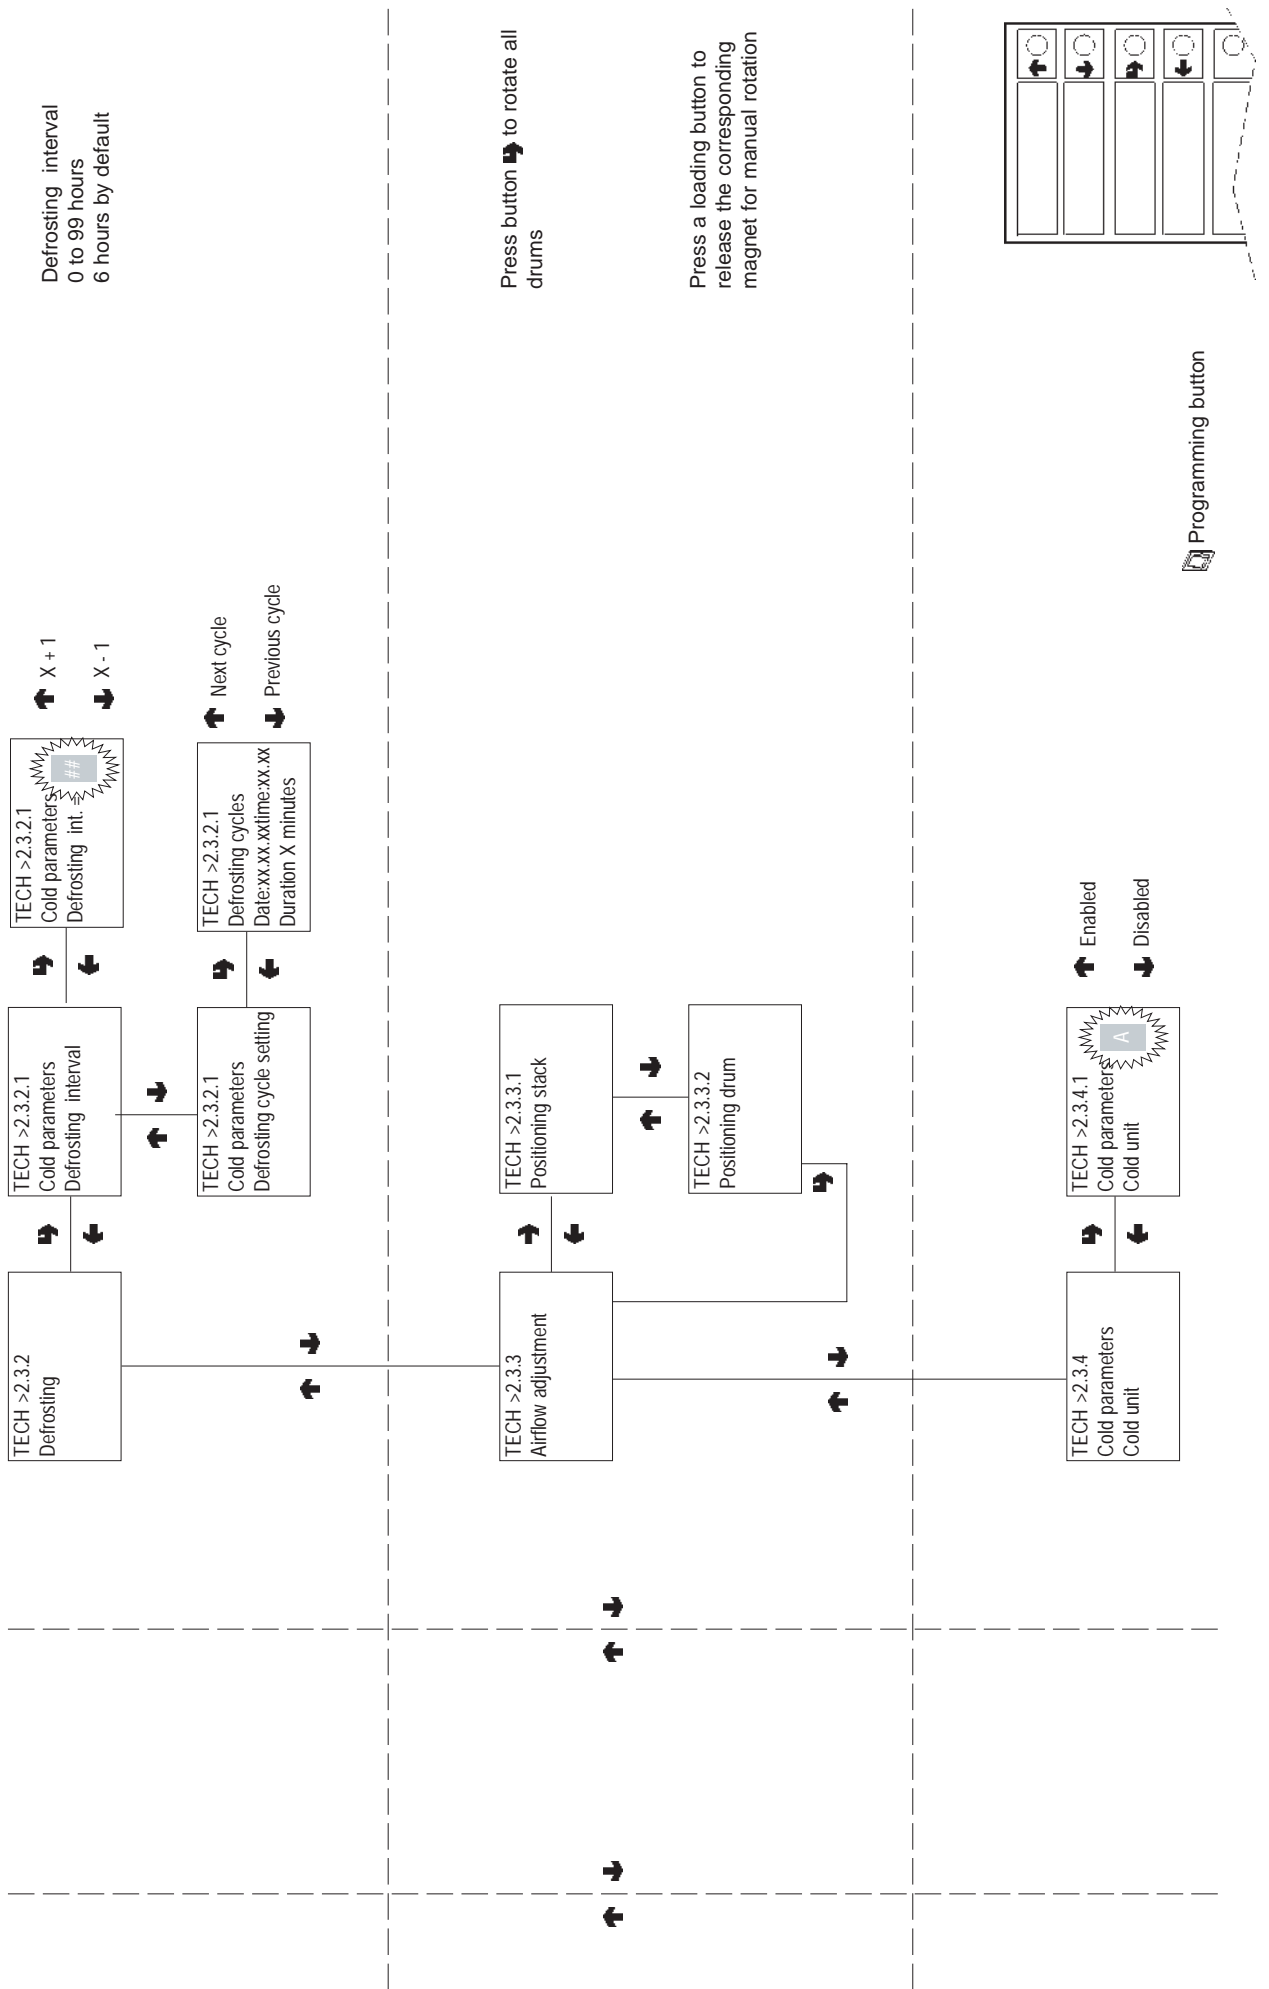 TECH >2.3.2
Defrosting
TECH >2.3.2.1
Cold parameters
Defrosting interval
TECH >2.3.2.1
Cold parameters
Defrosting int. =
##
X + 1
X - 1
Defrosting interval
0 to 99 hours
6 hours by default
TECH >2.3.2.1
Cold parameters
Defrosting cycle setting
TECH >2.3.2.1
Defrosting cycles
Date:xx.xx.xxtime:xx.xx
Duration X minutes
Next cycle
Previous cycle
TECH >2.3.3
Airflow adjustment
TECH >2.3.3.1
Positioning stack
Press button to rotate all
drums
TECH >2.3.3.2
Positioning drum
Press a loading button to
release the corresponding
magnet for manual rotation
TECH >2.3.4
Cold parameters
Cold unit
TECH >2.3.4.1
Cold parameters
Cold unit
A
Enabled
Disabled
Programming button